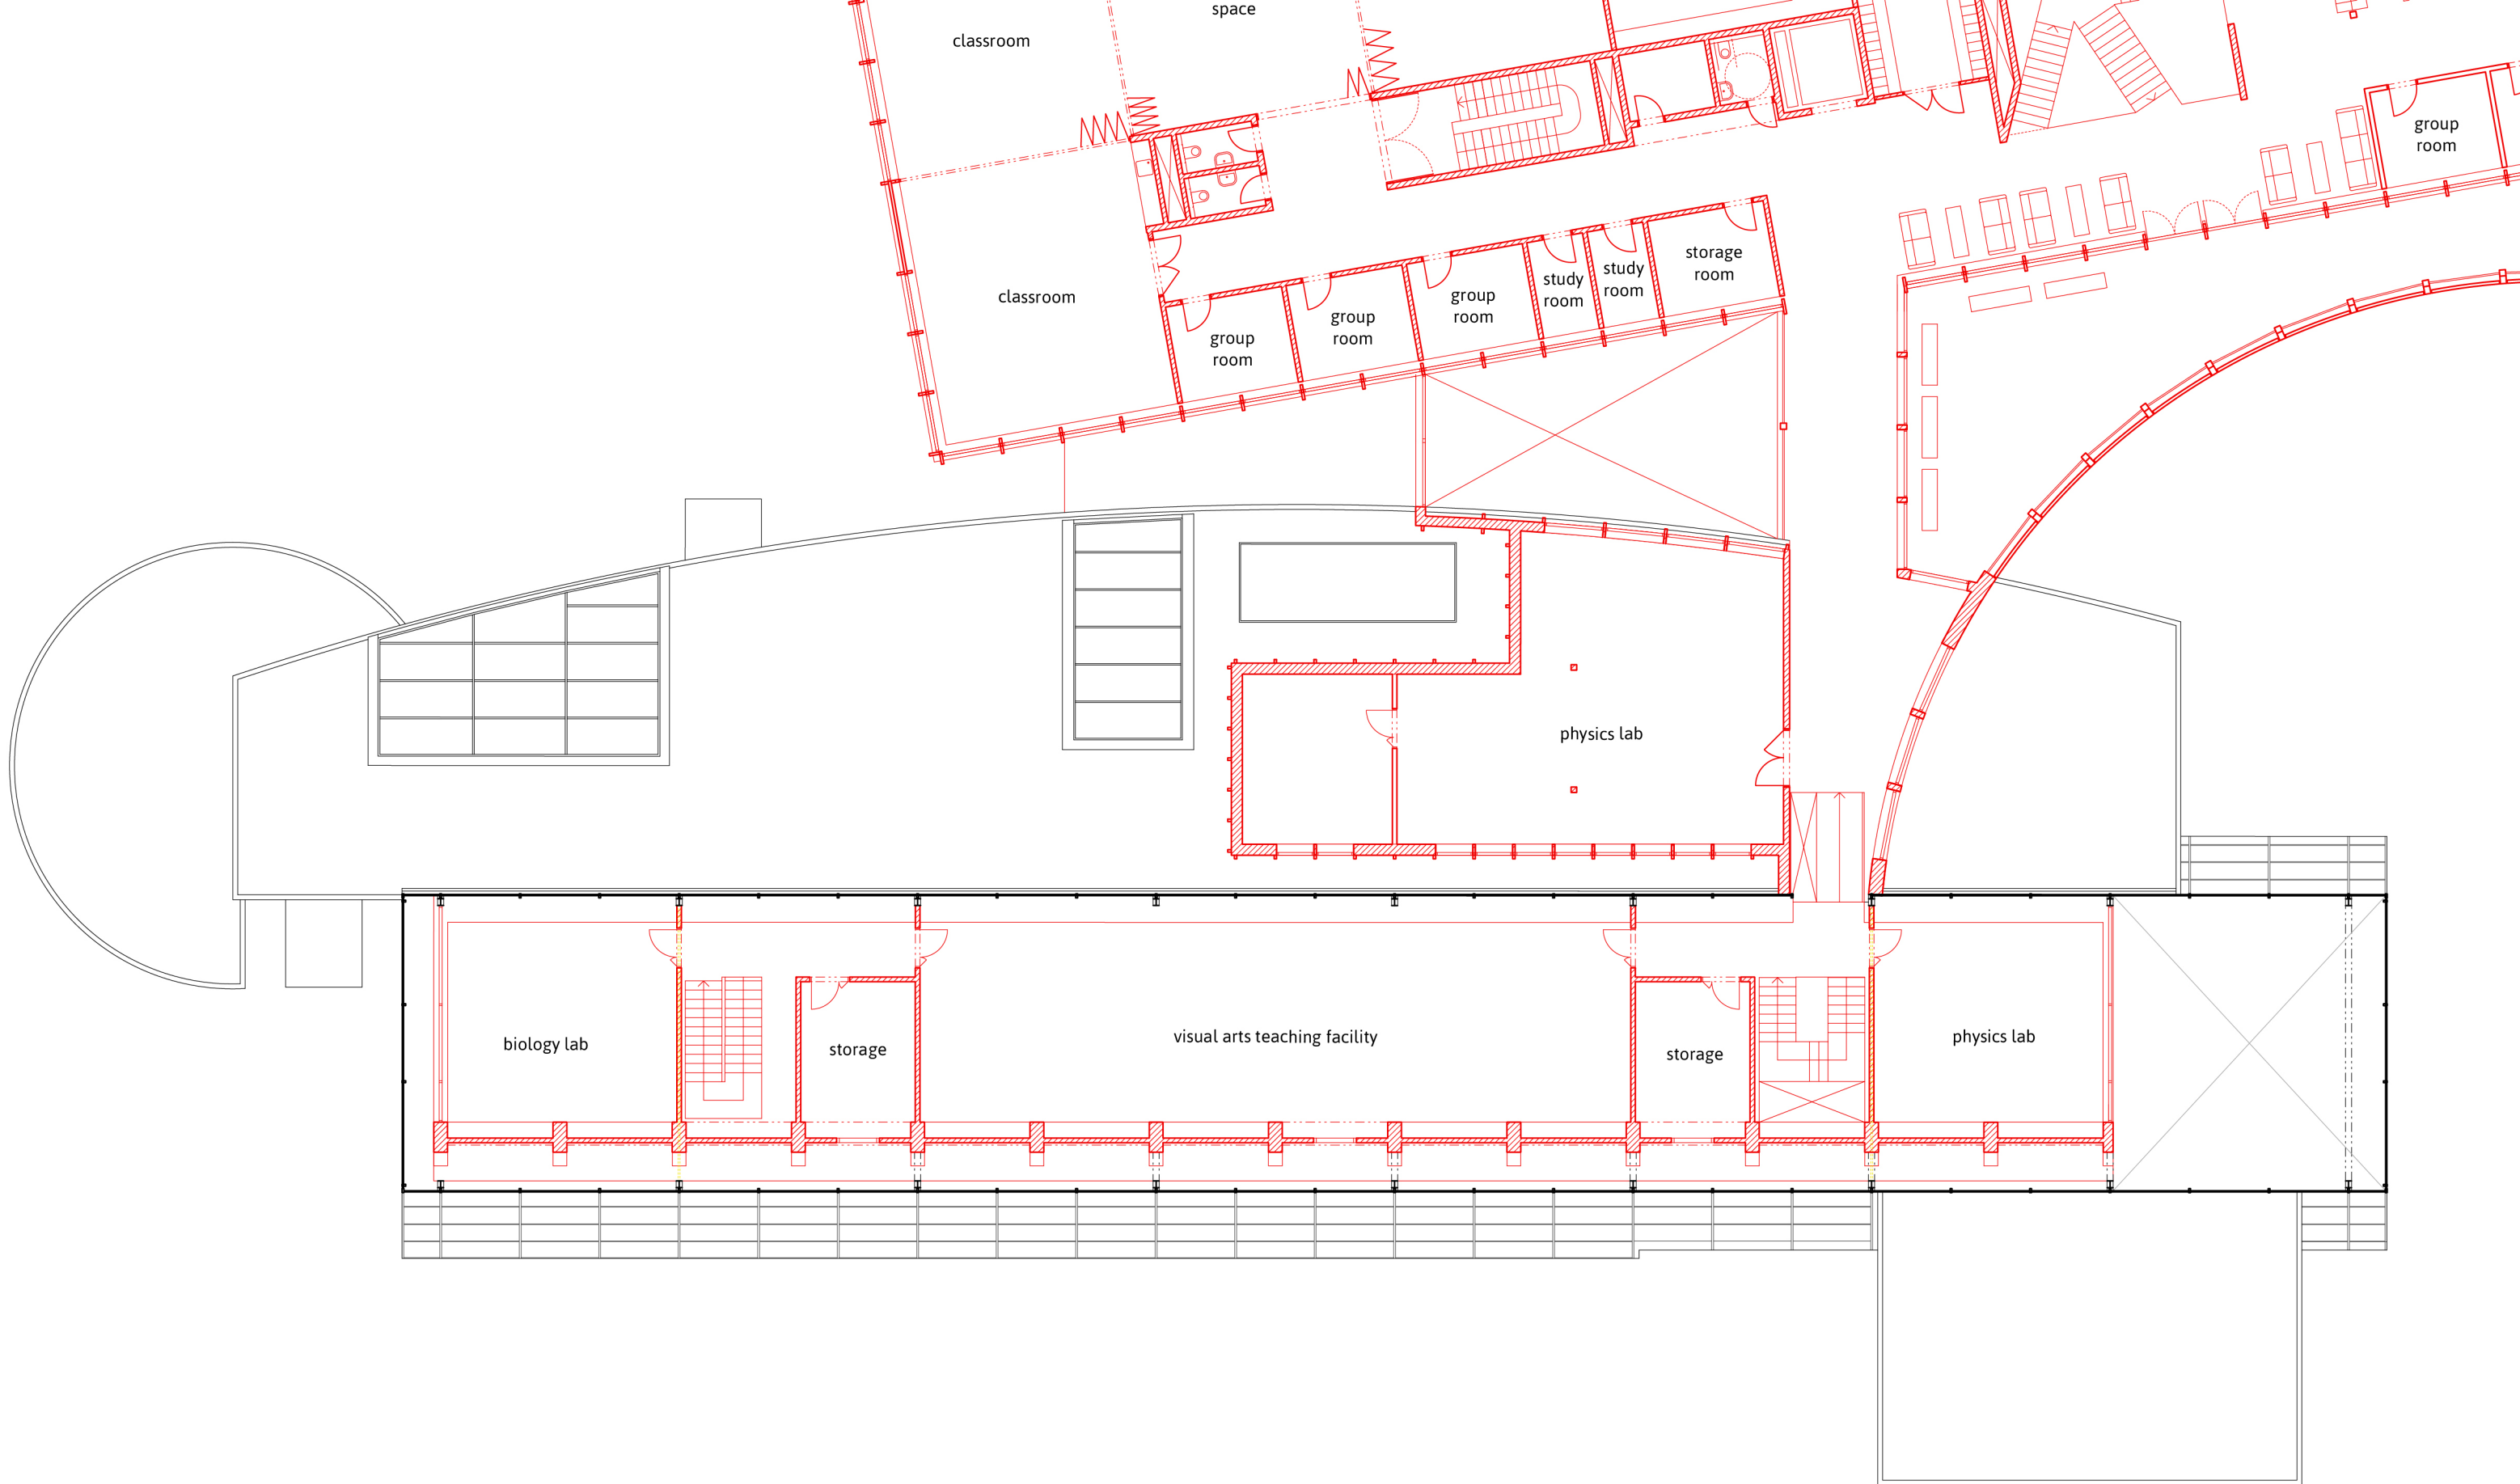 space
classroom
group
room
classroom
storage
room
study
room
study
room
group
room
group
room
group
room
physics lab
biology lab
storage
visual arts teaching facility
storage
physics lab